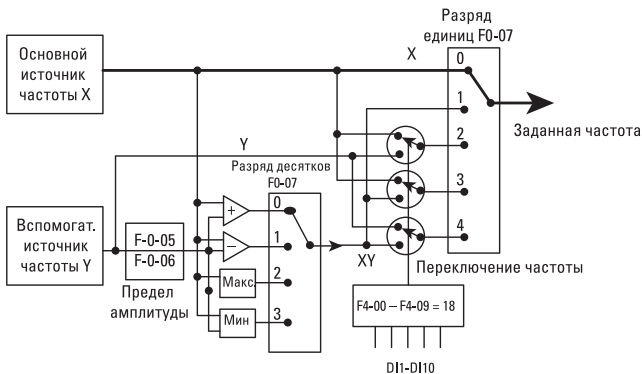 Разряд
единиц F0-07
Основной
источник
частоты X
X
0
1
2
3
4
Заданная частота
Y
Разряд десятков
F0-07
0
1
2
3
Вспомогат.
источник
частоты Y
F-0-05
F-0-06
Предел
амплитуды
+
−
Макс.
Мин
XY
Переключение частоты
F4-00 – F4-09 = 18
DI1-DI10